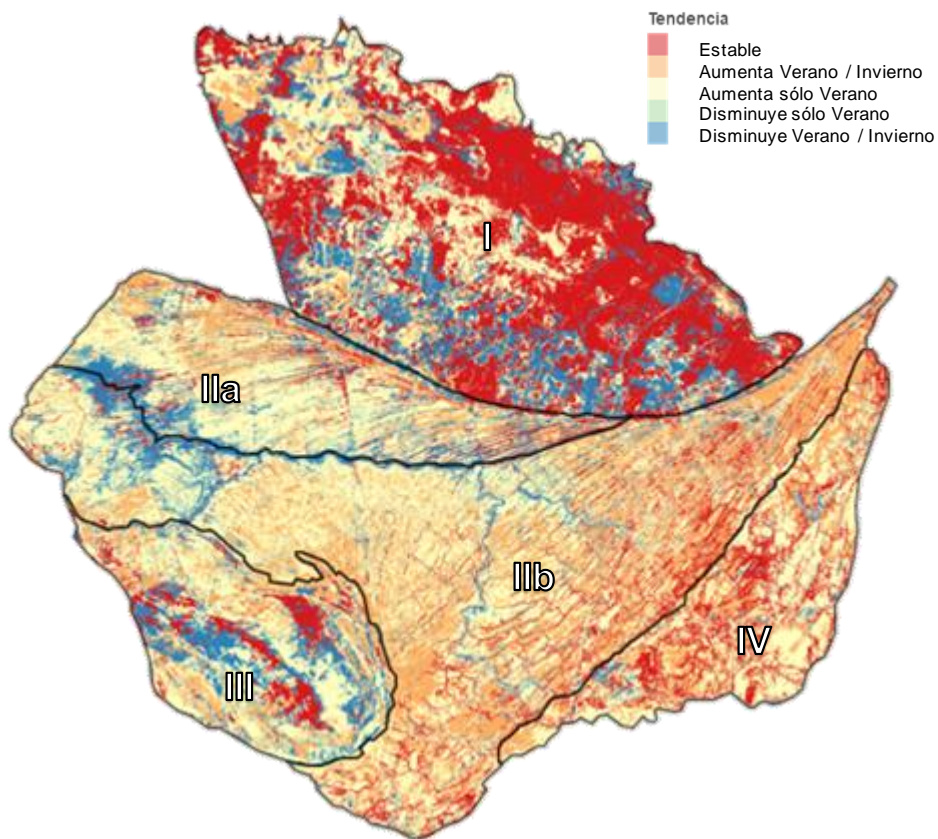 Tendencia
Estable
Aumenta Verano / Invierno
Aumenta sólo Verano
Disminuye sólo Verano
Disminuye Verano / Invierno
I
IIa
IIb
IV
III